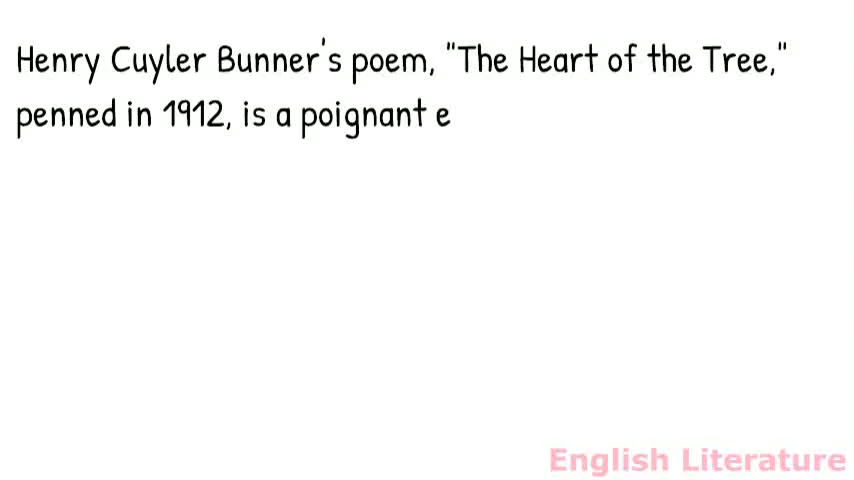 Henry Cuyler Bunner's poem, "The Heart of the Tree,"
penned in 1912, is a poignant e
English Literature